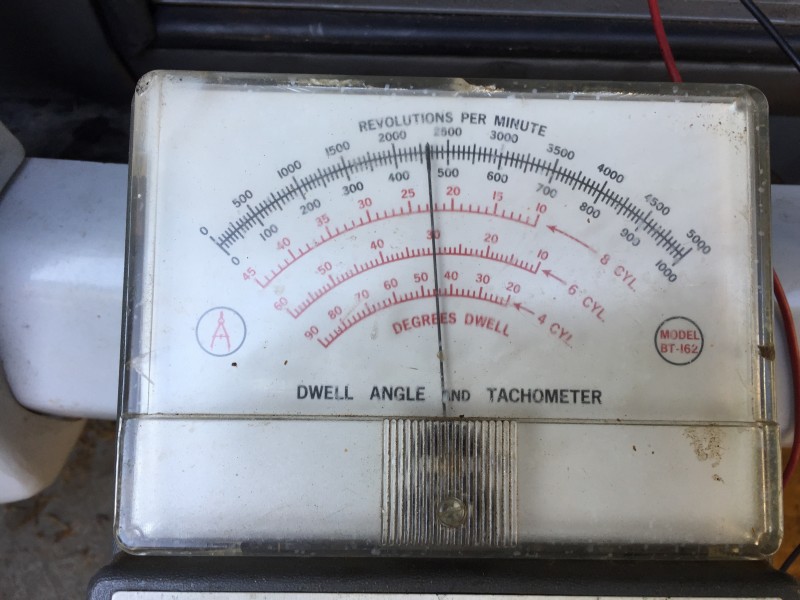 REVOLUTIONS PER MINUTE
0 500 1000 1500 2000 2500 3000 3500 4000 4500 5000
0 100 200 300 400 500 600 700 800 900 1000
45 40 35 30 25 20 15 10 8 CYL.
60 50 40 30 20 10 6 CYL.
90 80 70 60 50 40 30 20 4 CYL.
DEGREES DWELL
A
MODEL
BT-162
DWELL ANGLE AND TACHOMETER